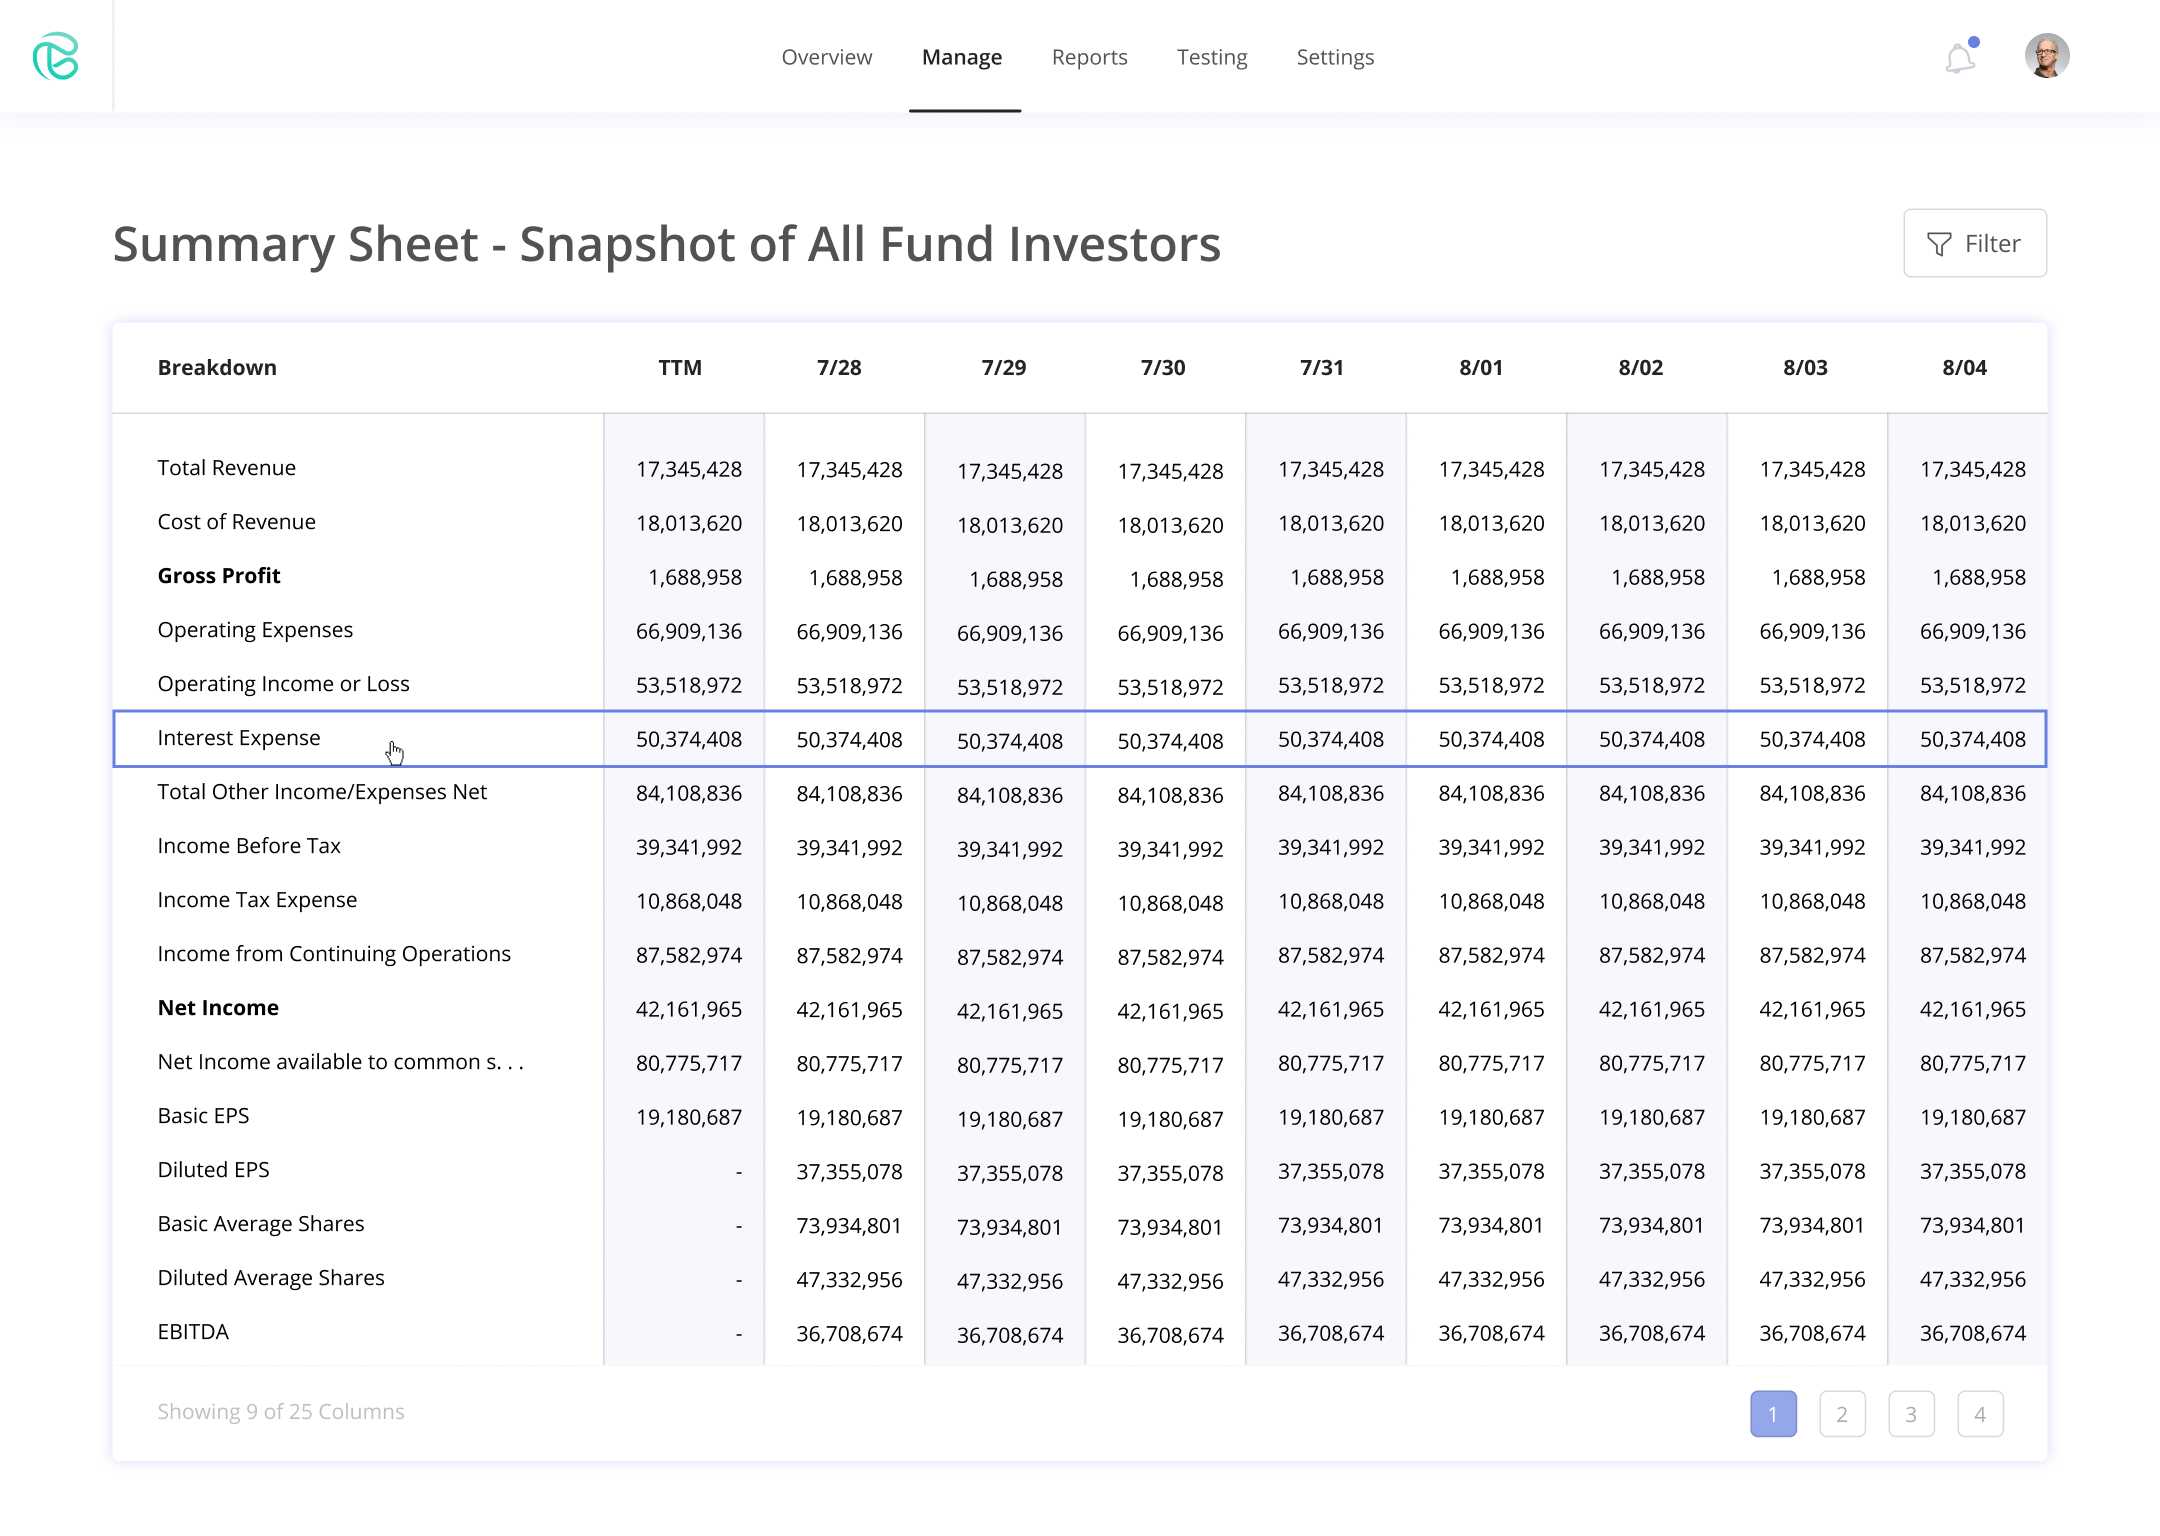 Overview Manage Reports Testing Settings
Summary Sheet - Snapshot of All Fund Investors
Filter
Breakdown TTM 7/28 7/29 7/30 7/31 8/01 8/02 8/03 8/04
Total Revenue 17,345,428 17,345,428 17,345,428 17,345,428 17,345,428 17,345,428 17,345,428 17,345,428 17,345,428
Cost of Revenue 18,013,620 18,013,620 18,013,620 18,013,620 18,013,620 18,013,620 18,013,620 18,013,620 18,013,620
Gross Profit 1,688,958 1,688,958 1,688,958 1,688,958 1,688,958 1,688,958 1,688,958 1,688,958 1,688,958
Operating Expenses 66,909,136 66,909,136 66,909,136 66,909,136 66,909,136 66,909,136 66,909,136 66,909,136 66,909,136
Operating Income or Loss 53,518,972 53,518,972 53,518,972 53,518,972 53,518,972 53,518,972 53,518,972 53,518,972 53,518,972
Interest Expense 50,374,408 50,374,408 50,374,408 50,374,408 50,374,408 50,374,408 50,374,408 50,374,408 50,374,408
Total Other Income/Expenses Net 84,108,836 84,108,836 84,108,836 84,108,836 84,108,836 84,108,836 84,108,836 84,108,836 84,108,836
Income Before Tax 39,341,992 39,341,992 39,341,992 39,341,992 39,341,992 39,341,992 39,341,992 39,341,992 39,341,992
Income Tax Expense 10,868,048 10,868,048 10,868,048 10,868,048 10,868,048 10,868,048 10,868,048 10,868,048 10,868,048
Income from Continuing Operations 87,582,974 87,582,974 87,582,974 87,582,974 87,582,974 87,582,974 87,582,974 87,582,974 87,582,974
Net Income 42,161,965 42,161,965 42,161,965 42,161,965 42,161,965 42,161,965 42,161,965 42,161,965 42,161,965
Net Income available to common s. . . 80,775,717 80,775,717 80,775,717 80,775,717 80,775,717 80,775,717 80,775,717 80,775,717 80,775,717
Basic EPS 19,180,687 19,180,687 19,180,687 19,180,687 19,180,687 19,180,687 19,180,687 19,180,687 19,180,687
Diluted EPS - 37,355,078 37,355,078 37,355,078 37,355,078 37,355,078 37,355,078 37,355,078 37,355,078
Basic Average Shares - 73,934,801 73,934,801 73,934,801 73,934,801 73,934,801 73,934,801 73,934,801 73,934,801
Diluted Average Shares - 47,332,956 47,332,956 47,332,956 47,332,956 47,332,956 47,332,956 47,332,956 47,332,956
EBITDA - 36,708,674 36,708,674 36,708,674 36,708,674 36,708,674 36,708,674 36,708,674 36,708,674
Showing 9 of 25 Columns 1 2 3 4